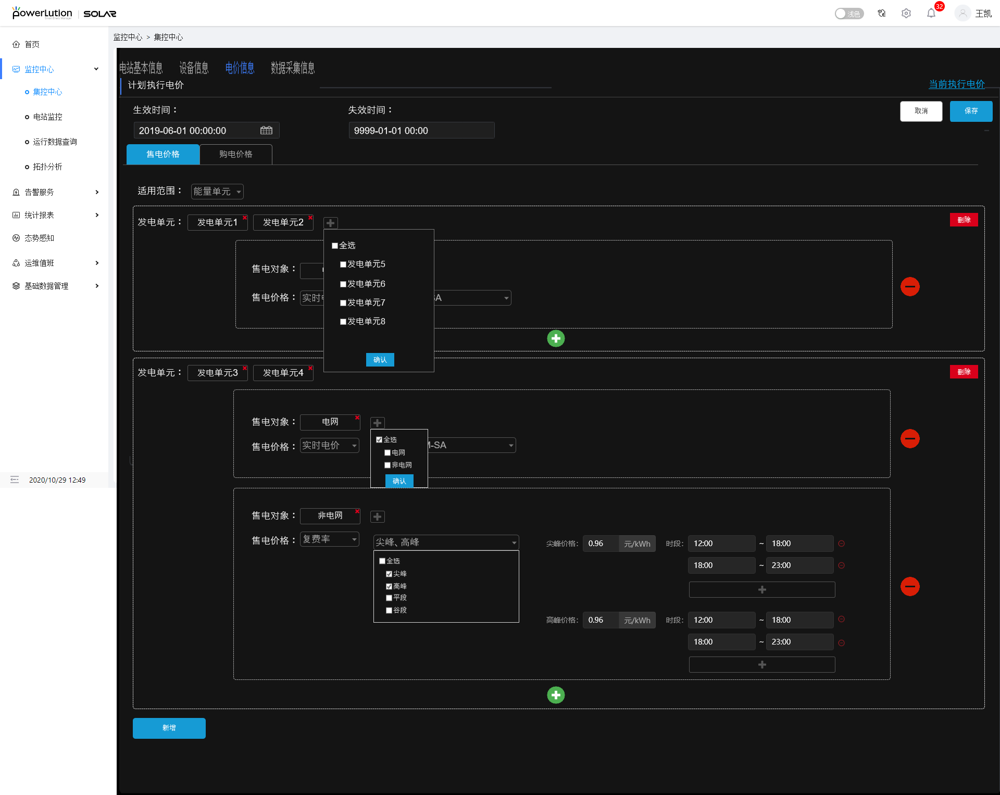 powerLution SOLAR
浅色
32
王凯
监控中心 > 集控中心
首页
监控中心
集控中心
电站监控
运行数据查询
拓扑分析
告警服务
统计报表
态势感知
运维值班
基础数据管理
2020/10/29 12:49
电站基本信息 设备信息 电价信息 数据采集信息
计划执行电价
当前执行电价
生效时间： 失效时间：
取消 保存
2019-06-01 00:00:00 9999-01-01 00:00
售电价格 购电价格
适用范围： 能量单元
发电单元： 发电单元1 发电单元2
删除
全选
发电单元5
发电单元6
发电单元7
发电单元8
确认
售电对象：
售电价格： 实时 SA
发电单元： 发电单元3 发电单元4
删除
售电对象： 电网
售电价格： 实时电价 M-SA
全选
电网
非电网
确认
售电对象： 非电网
售电价格： 复费率 尖峰、高峰
全选
尖峰
高峰
平段
谷段
尖峰价格： 0.96 元/kWh 时段： 12:00 ~ 18:00
18:00 ~ 23:00
高峰价格： 0.96 元/kWh 时段： 12:00 ~ 18:00
18:00 ~ 23:00
新增